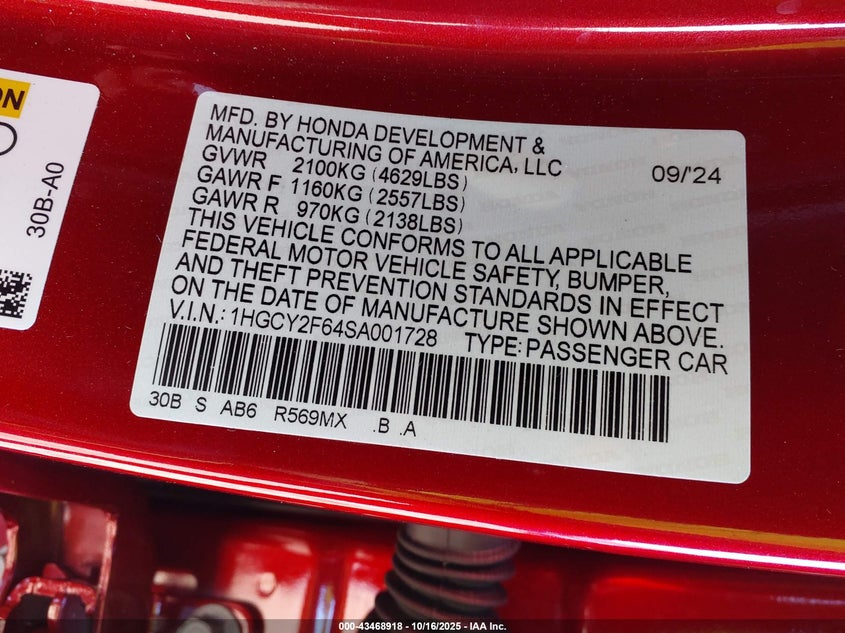 ON
30B-A0
MFD. BY HONDA DEVELOPMENT &
MANUFACTURING OF AMERICA, LLC
GVWR 2100KG (4629LBS) 09/'24
GAWR F 1160KG (2557LBS)
GAWR R 970KG (2138LBS)
THIS VEHICLE CONFORMS TO ALL APPLICABLE
FEDERAL MOTOR VEHICLE SAFETY, BUMPER,
AND THEFT PREVENTION STANDARDS IN EFFECT
ON THE DATE OF MANUFACTURE SHOWN ABOVE.
V.I.N.: 1HGCY2F64SA001728 TYPE: PASSENGER CAR
30B S AB6 R569MX .B .A
000-43468918 | 10/16/2025 - IAA Inc.